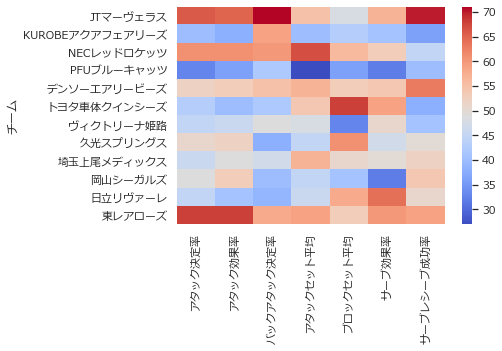 チーム
JTマーヴェラス
KUROBEアクアフェアリーズ
NECレッドロケッツ
PFUブルーキャッツ
デンソーエアリービーズ
トヨタ車体クインシーズ
ヴィクトリーナ姫路
久光スプリングス
埼玉上尾メディックス
岡山シーガルズ
日立リヴァーレ
東レアローズ
アタック決定率
アタック効果率
バックアタック決定率
アタックセット平均
ブロックセット平均
サーブ効果率
サーブレシーブ成功率
70
65
60
55
50
45
40
35
30